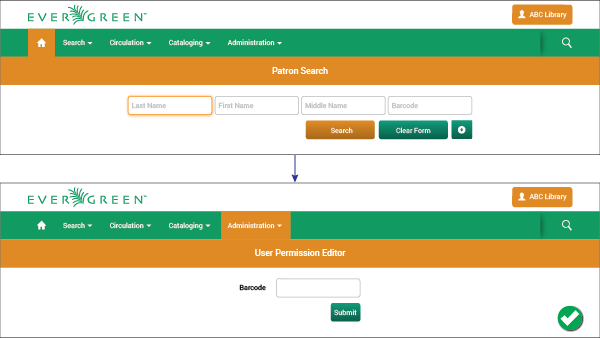 EVERGREEN™
ABC Library
Search Circulation Cataloging Administration
Patron Search
Last Name First Name Middle Name Barcode
Search Clear Form
EVERGREEN™
ABC Library
Search Circulation Cataloging Administration
User Permission Editor
Barcode
Submit